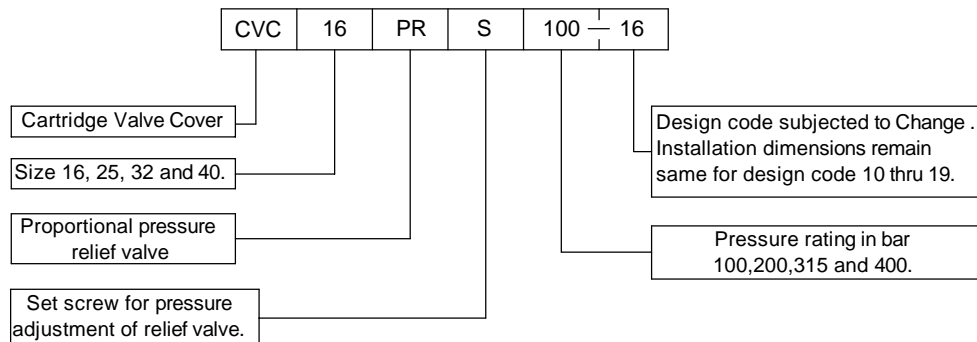 CVC 16 PR S 100 — 16
Cartridge Valve Cover
Size 16, 25, 32 and 40.
Proportional pressure
relief valve
Set screw for pressure
adjustment of relief valve.
Design code subjected to Change .
Installation dimensions remain
same for design code 10 thru 19.
Pressure rating in bar
100,200,315 and 400.